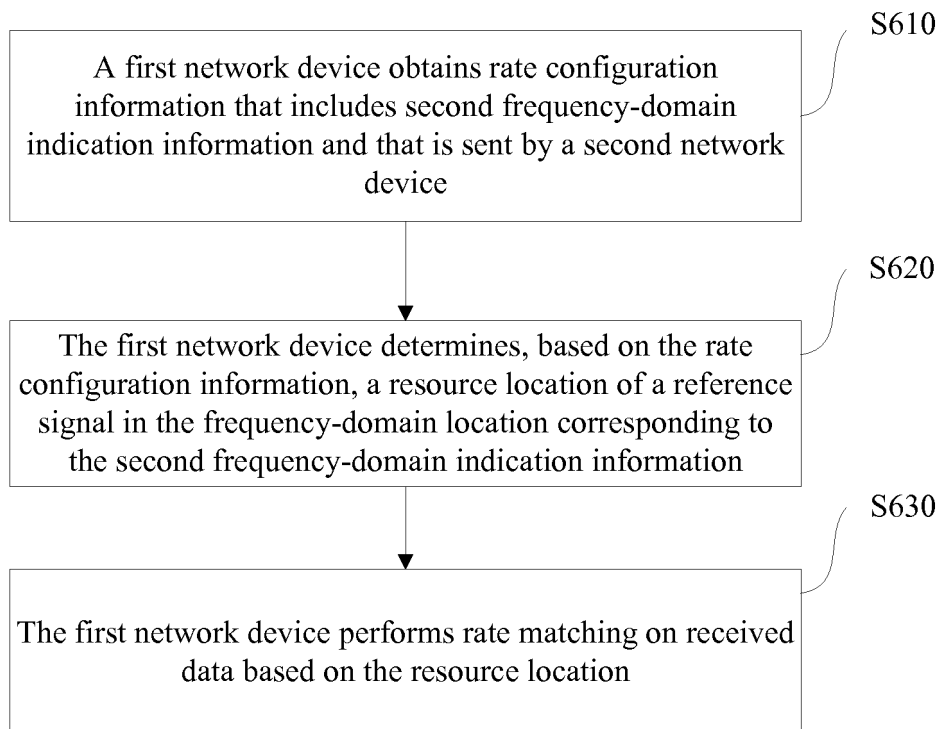 S610
A first network device obtains rate configuration
information that includes second frequency-domain
indication information and that is sent by a second network
device
S620
The first network device determines, based on the rate
configuration information, a resource location of a reference
signal in the frequency-domain location corresponding to
the second frequency-domain indication information
S630
The first network device performs rate matching on received
data based on the resource location